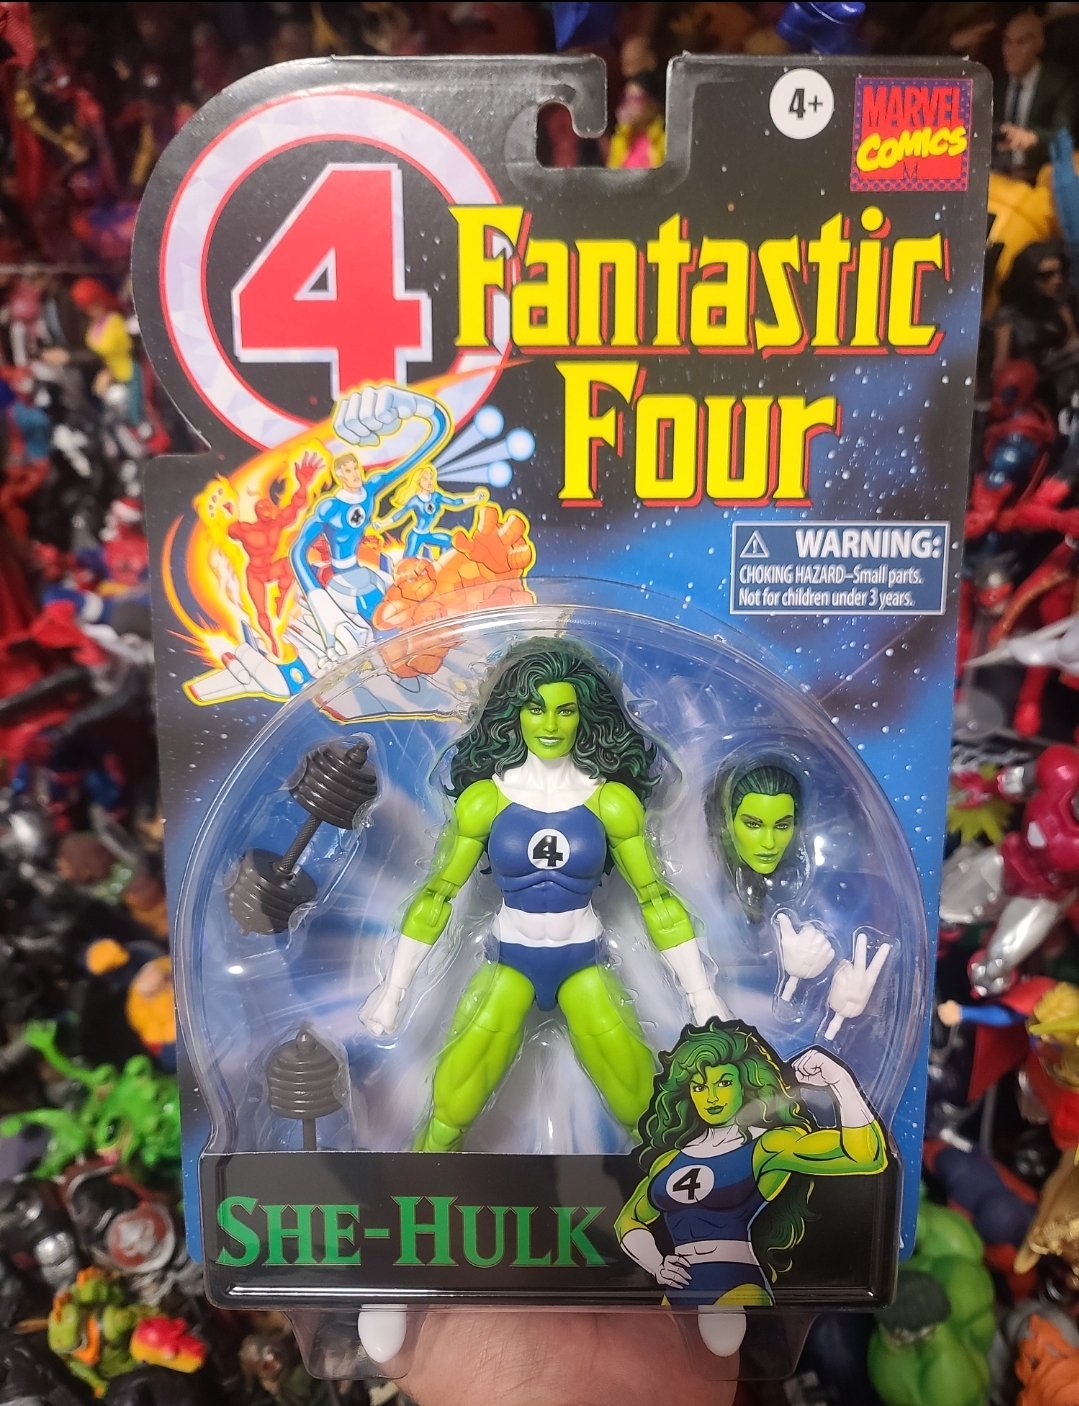 4+
MARVEL
COMICS
M
4
Fantastic
Four
4
⚠ WARNING:
CHOKING HAZARD–Small parts.
Not for children under 3 years.
4
4
SHE-HULK